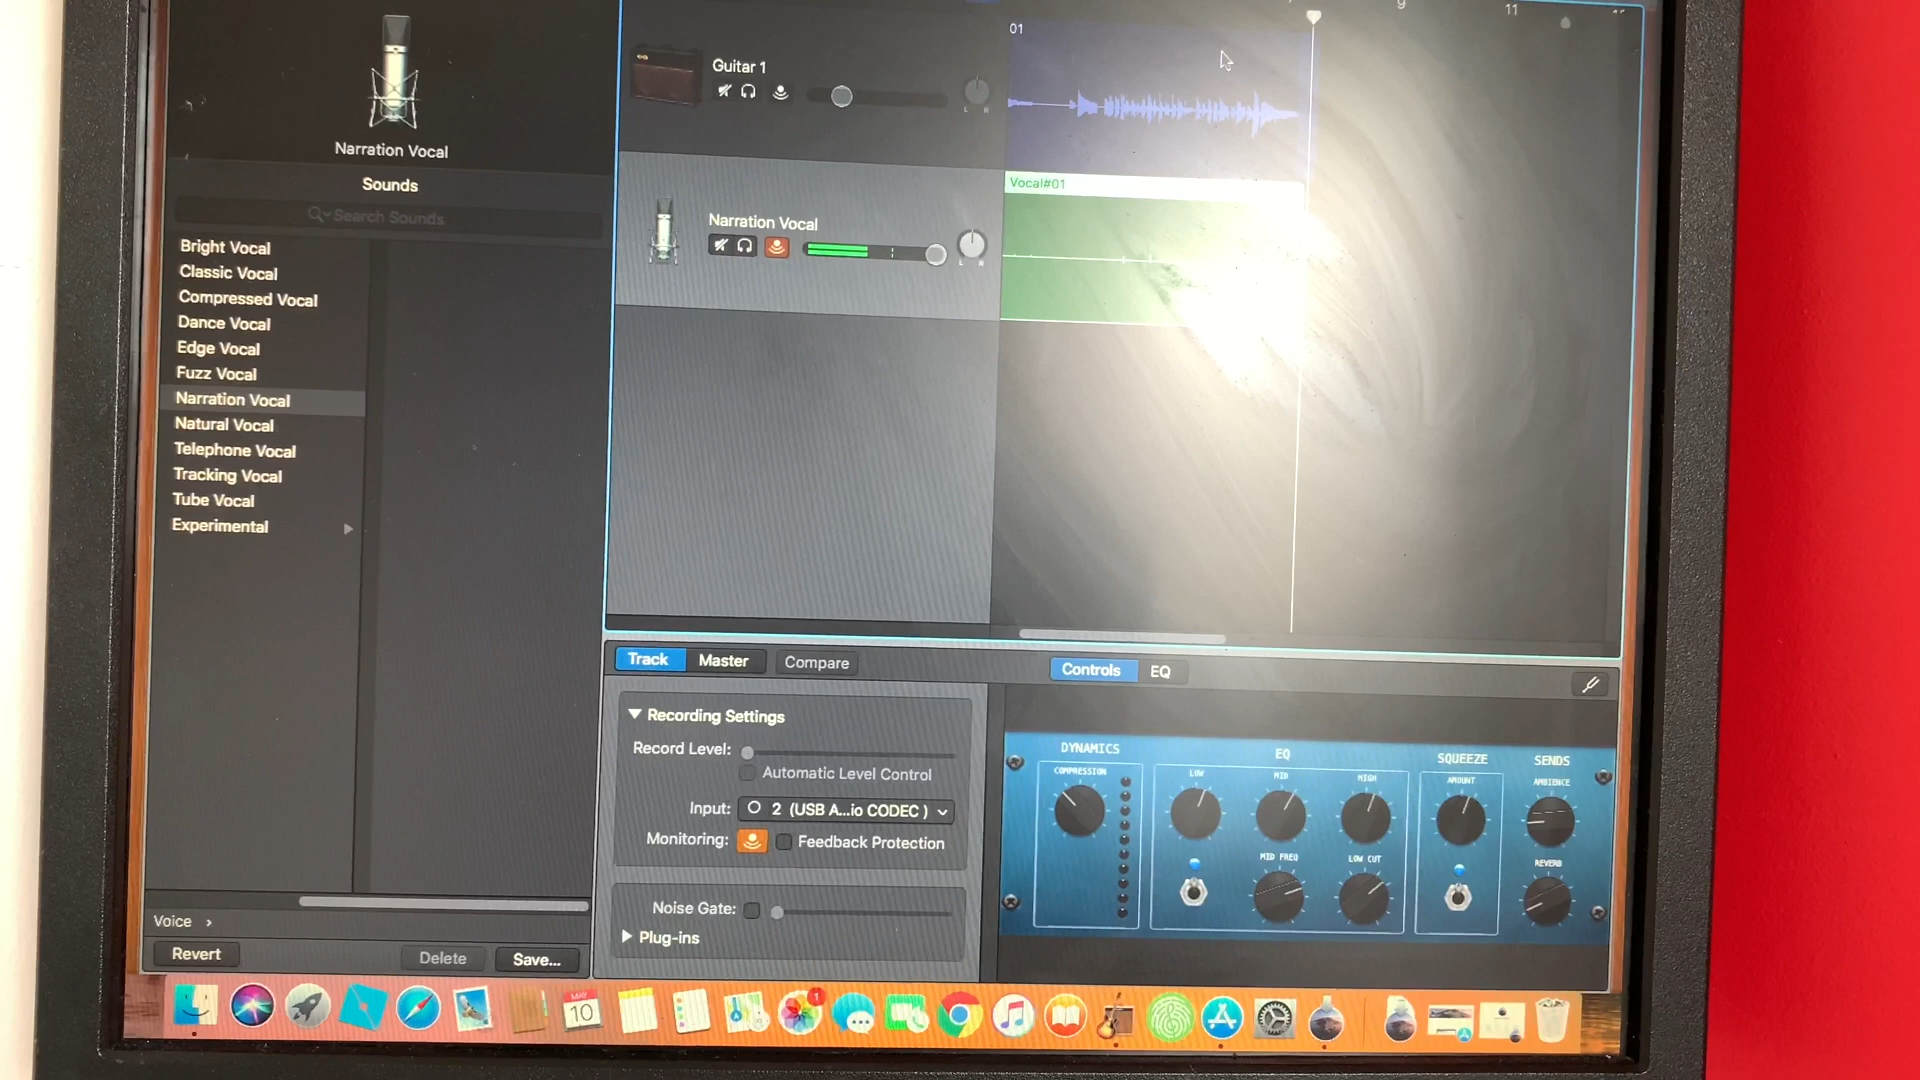 Narration Vocal
Sounds
Search Sounds
Bright Vocal
Classic Vocal
Compressed Vocal
Dance Vocal
Edge Vocal
Fuzz Vocal
Narration Vocal
Natural Vocal
Telephone Vocal
Tracking Vocal
Tube Vocal
Experimental
Voice
Revert
Delete
Save...
9
11
01
Guitar 1
L R
Vocal#01
Narration Vocal
L R
Track
Master
Compare
Controls
EQ
Recording Settings
Record Level:
Automatic Level Control
Input: 2 (USB A...io CODEC )
Monitoring: Feedback Protection
Noise Gate:
Plug-ins
DYNAMICS
COMPRESSION
EQ
LOW
MID
HIGH
MID FREQ
LOW CUT
SQUEEZE
AMOUNT
SENDS
AMBIENCE
REVERB
MAY
10
1